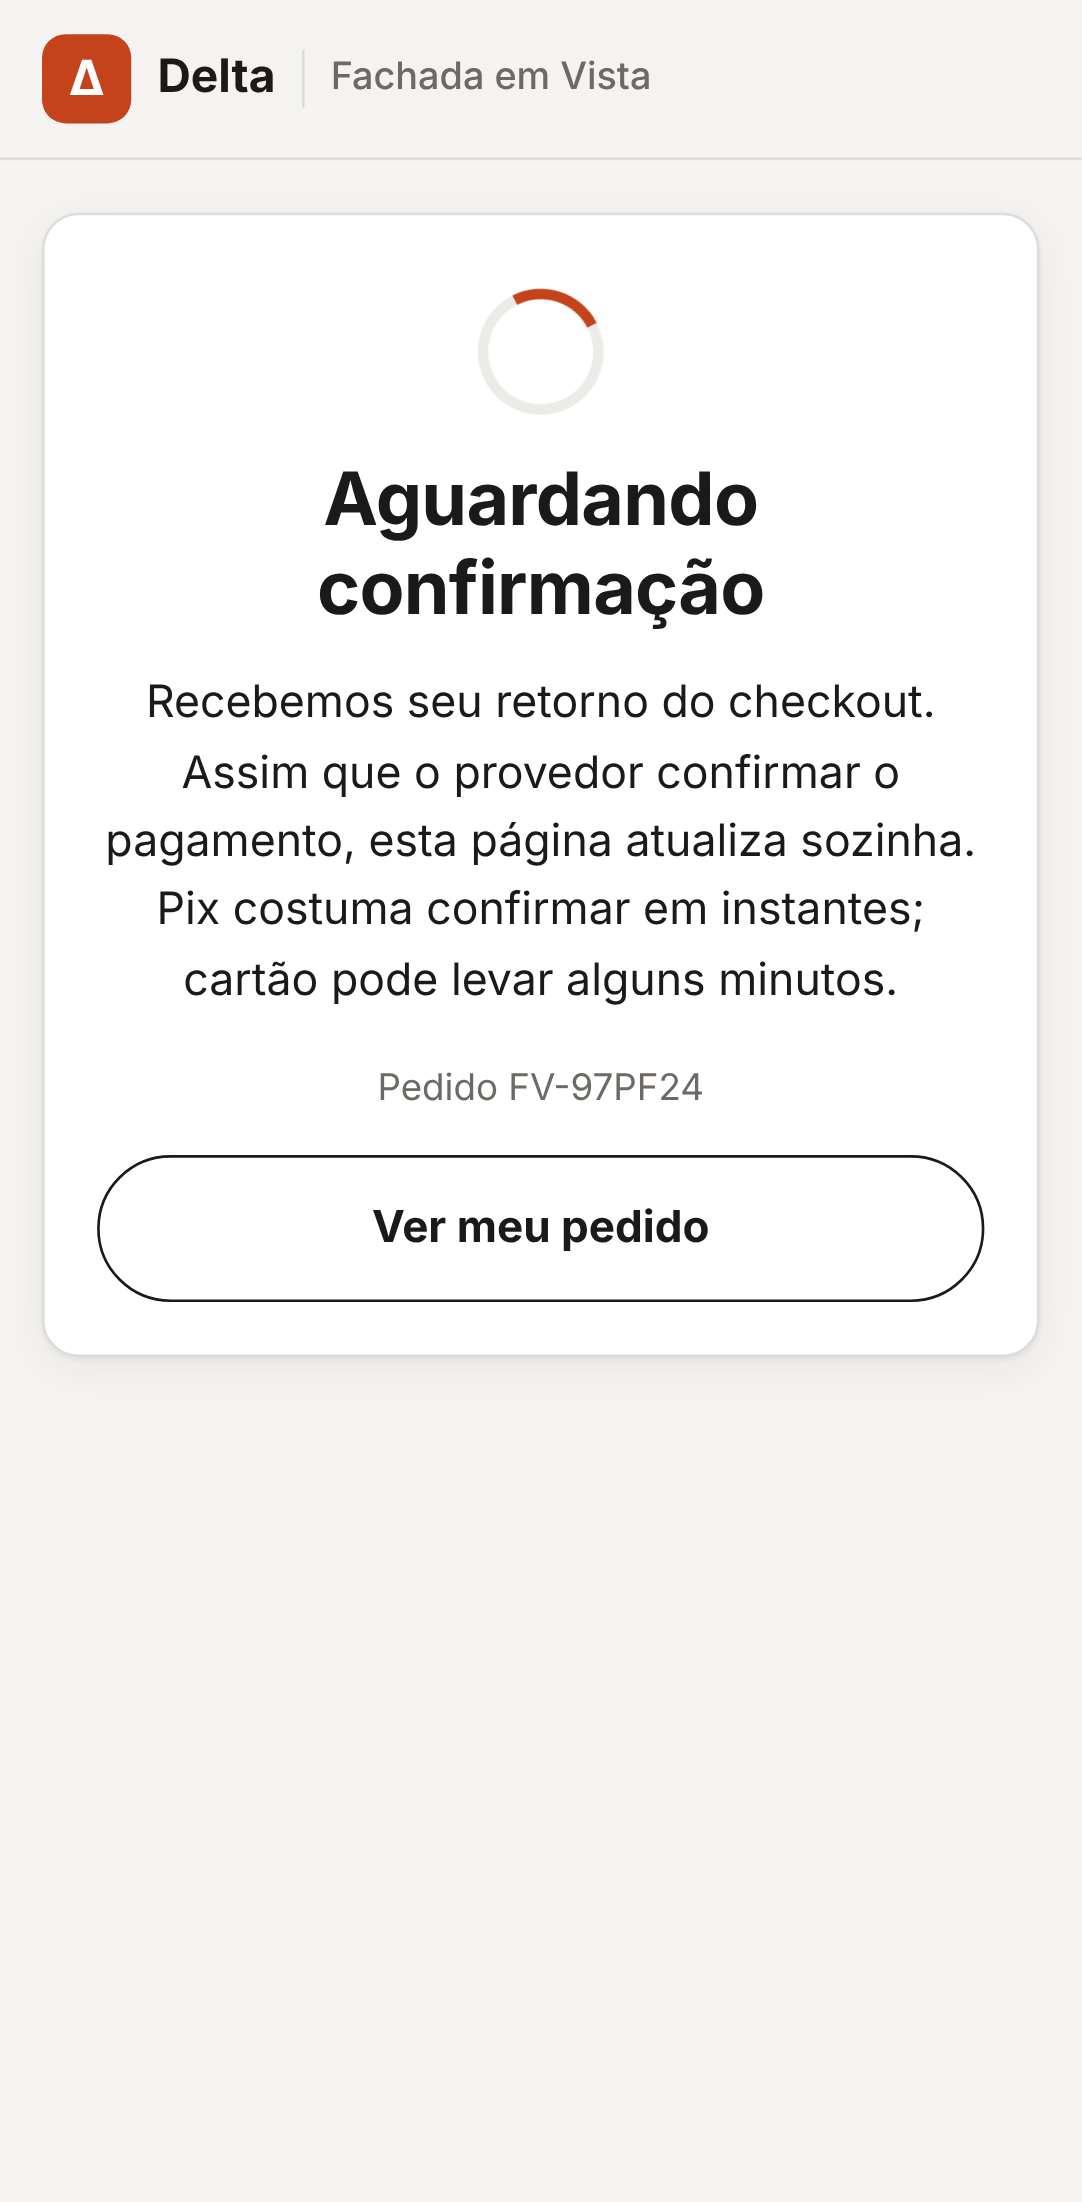 Δ Delta Fachada em Vista
Aguardando
confirmação
Recebemos seu retorno do checkout.
Assim que o provedor confirmar o
pagamento, esta página atualiza sozinha.
Pix costuma confirmar em instantes;
cartão pode levar alguns minutos.
Pedido FV-97PF24
Ver meu pedido